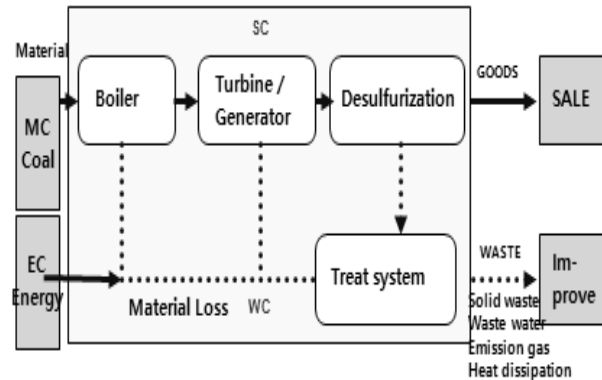 SC
Material
Boiler
Turbine /
Generator
Desulfurization
GOODS
SALE
MC
Coal
EC
Energy
Material Loss
WC
Treat system
WASTE
Solid waste
Waste water
Emission gas
Heat dissipation
Im-
prove